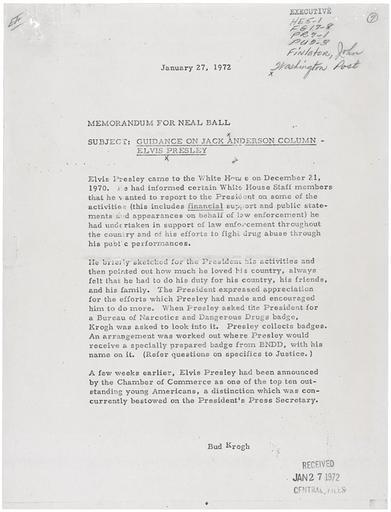 EXECUTIVE
HE5-1
FG17-8
PR7-1
PU2-3
Finlator, John
Washington Post
January 27, 1972
MEMORANDUM FOR NEAL BALL
SUBJECT: GUIDANCE ON JACK ANDERSON COLUMN -
ELVIS PRESLEY
Elvis Presley came to the White House on December 21,
1970. He had informed certain White House Staff members
that he wanted to report to the President on some of the
activities (this includes financial support and public state-
ments and appearances on behalf of law enforcement) he
had undertaken in support of law enforcement throughout
the country and of his efforts to fight drug abuse through
his public performances.
He briefly sketched for the President his activities and
then pointed out how much he loved his country, always
felt that he had to do his duty for his country, his friends,
and his family. The President expressed appreciation
for the efforts which Presley had made and encouraged
him to do more. When Presley asked the President for
a Bureau of Narcotics and Dangerous Drugs badge,
Krogh was asked to look into it. Presley collects badges.
An arrangement was worked out where Presley would
receive a specially prepared badge from BNDD, with his
name on it. (Refer questions on specifics to Justice.)
A few weeks earlier, Elvis Presley had been announced
by the Chamber of Commerce as one of the top ten out-
standing young Americans, a distinction which was con-
currently bestowed on the President's Press Secretary.
Bud Krogh
RECEIVED
JAN 27 1972
CENTRAL FILES